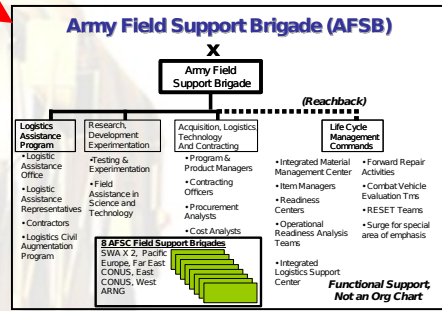 Army Field Support Brigade (AFSB)
X
Army Field
Support Brigade
(Reachback)
Logistics
Assistance
Program
• Logistic
Assistance
Office
• Logistic
Assistance
Representatives
• Contractors
• Logistics Civil
Augmentation
Program
Research,
Development
Experimentation
• Testing &
Experimentation
• Field
Assistance in
Science and
Technology
Acquisition, Logistics
Technology
And Contracting
• Program &
Product Managers
• Contracting
Officers
• Procurement
Analysts
• Cost Analysts
Life Cycle
Management
Commands
• Integrated Material
Management Center
• Item Managers
• Readiness
Centers
• Operational
Readiness Analysis
Teams
• Integrated
Logistics Support
Center
• Forward Repair
Activities
• Combat Vehicle
Evaluation Tms
• RESET Teams
• Surge for special
area of emphasis
8 AFSC Field Support Brigades
SWA X 2, Pacific
Europe, Far East
CONUS, East
CONUS, West
ARNG
Functional Support,
Not an Org Chart